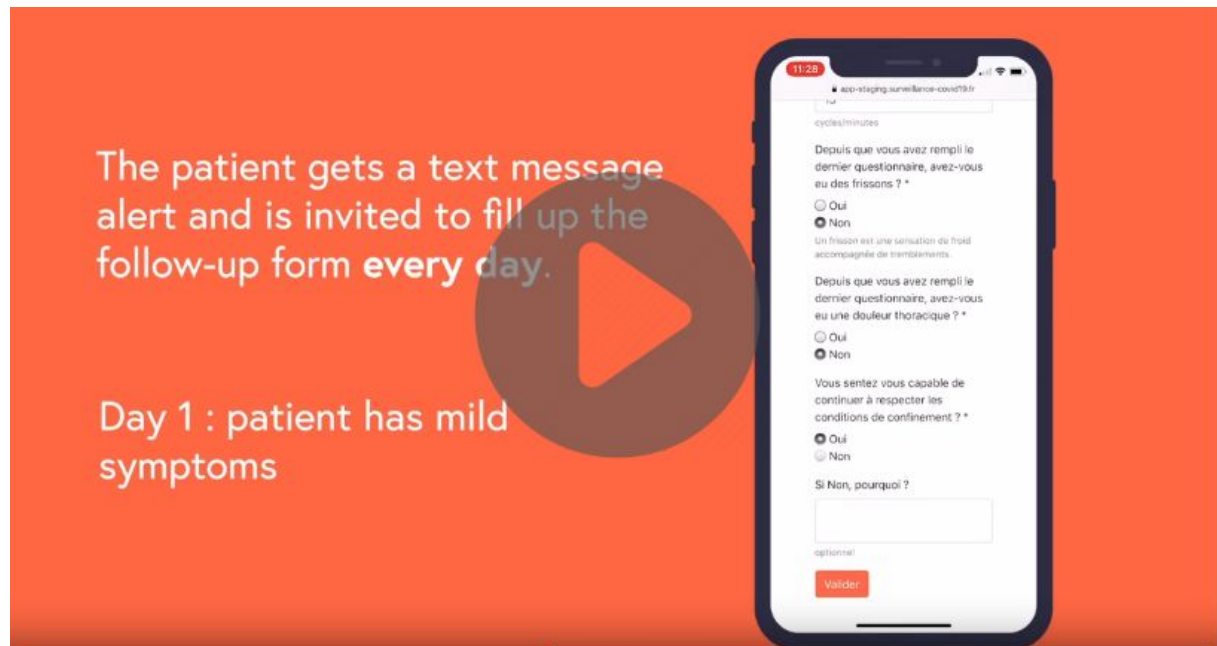 The patient gets a text message
alert and is invited to fill up the
follow-up form every day.
Day 1 : patient has mild
symptoms
11:28
app-staging.surveillance-covid19.fr
cycles/minutes
Depuis que vous avez rempli le
dernier questionnaire, avez-vous
eu des frissons ? *
Oui
Non
Un frisson est une sensation de froid
accompagnée de tremblements.
Depuis que vous avez rempli le
dernier questionnaire, avez-vous
eu une douleur thoracique ? *
Oui
Non
Vous sentez vous capable de
continuer à respecter les
conditions de confinement ? *
Oui
Non
Si Non, pourquoi ?
optionnel
Valider